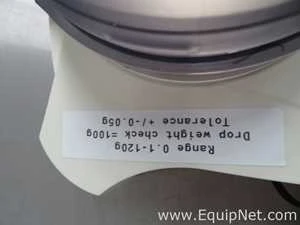 Range 0.1-120g
Drop weight check =100g
Tolerance +/-0.05g
www.EquipNet.com